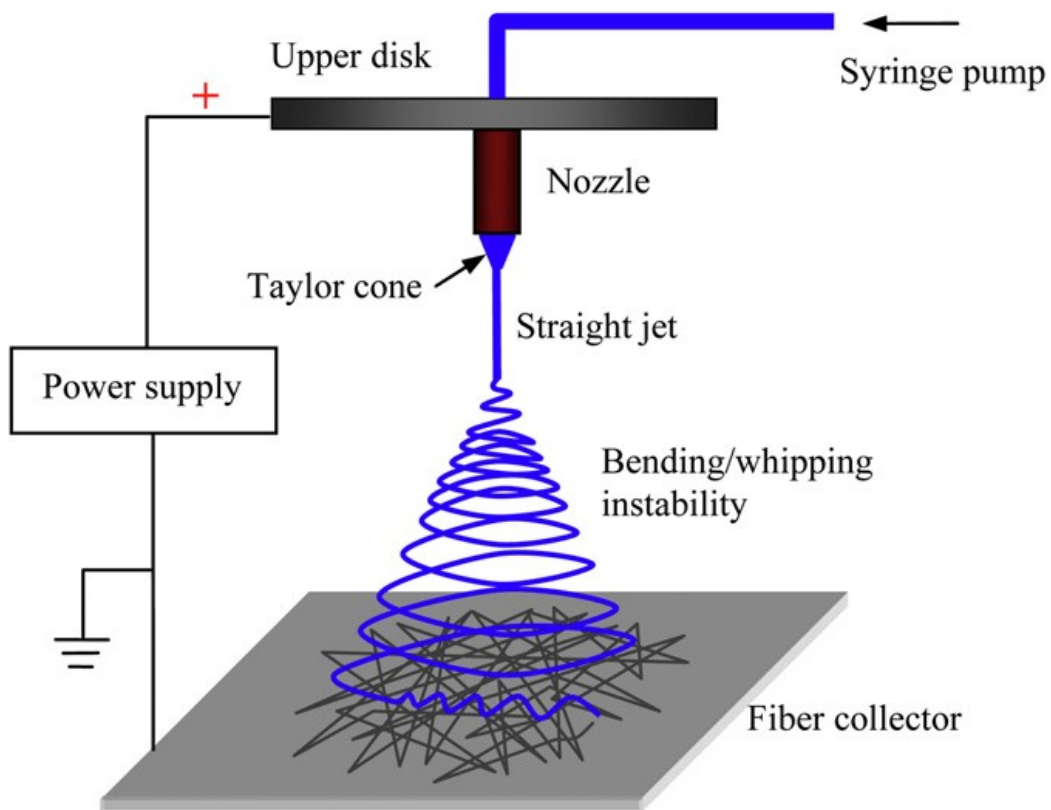 Upper disk
Syringe pump
+
Nozzle
Taylor cone
Straight jet
Power supply
Bending/whipping
instability
Fiber collector